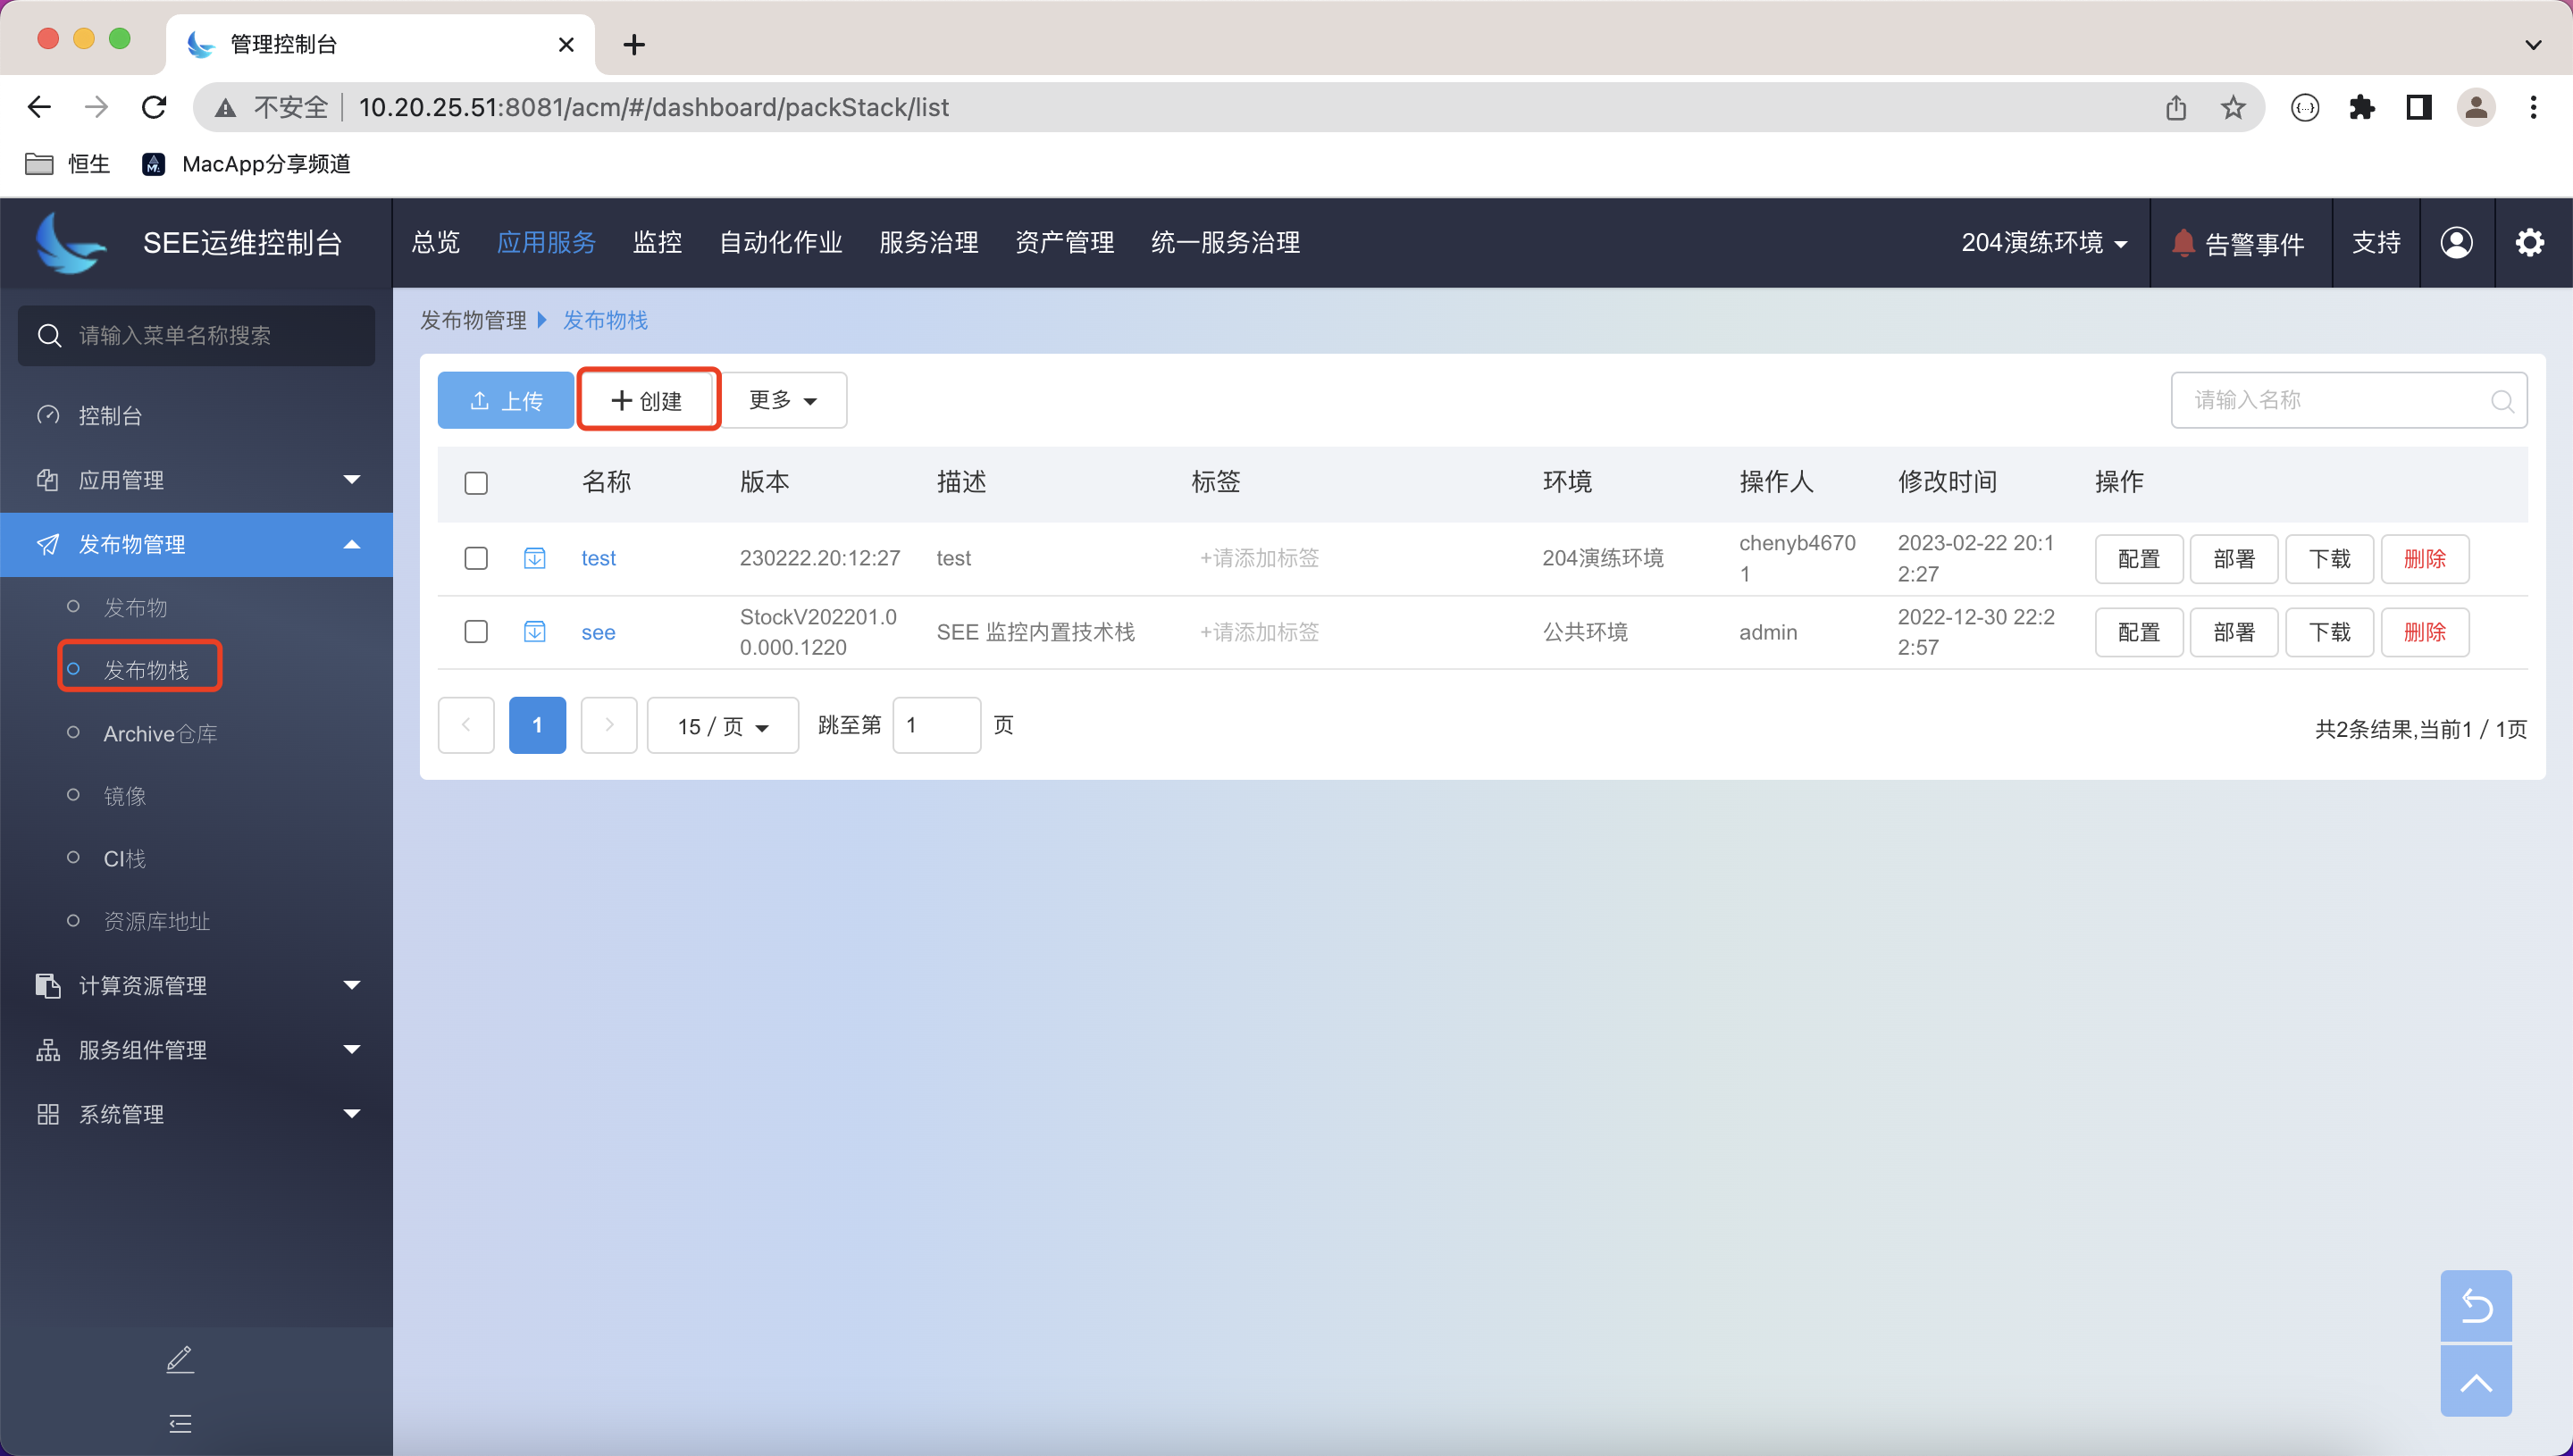 管理控制台
不安全 10.20.25.51:8081/acm/#/dashboard/packStack/list
恒生 MacApp分享频道
SEE运维控制台 总览 应用服务 监控 自动化作业 服务治理 资产管理 统一服务治理 204演练环境 告警事件 支持
请输入菜单名称搜索
控制台
应用管理
发布物管理
发布物
发布物栈
Archive仓库
镜像
CI栈
资源库地址
计算资源管理
服务组件管理
系统管理
发布物管理 发布物栈
上传 创建 更多 请输入名称
名称 版本 描述 标签 环境 操作人 修改时间 操作
test 230222.20:12:27 test +请添加标签 204演练环境 chenyb4670 2023-02-22 20:1 配置 部署 下载 删除
1 2:27
see StockV202201.0 SEE 监控内置技术栈 +请添加标签 公共环境 admin 2022-12-30 22:2 配置 部署 下载 删除
0.000.1220 2:57
1 15 / 页 跳至第 1 页 共2条结果,当前1 / 1页